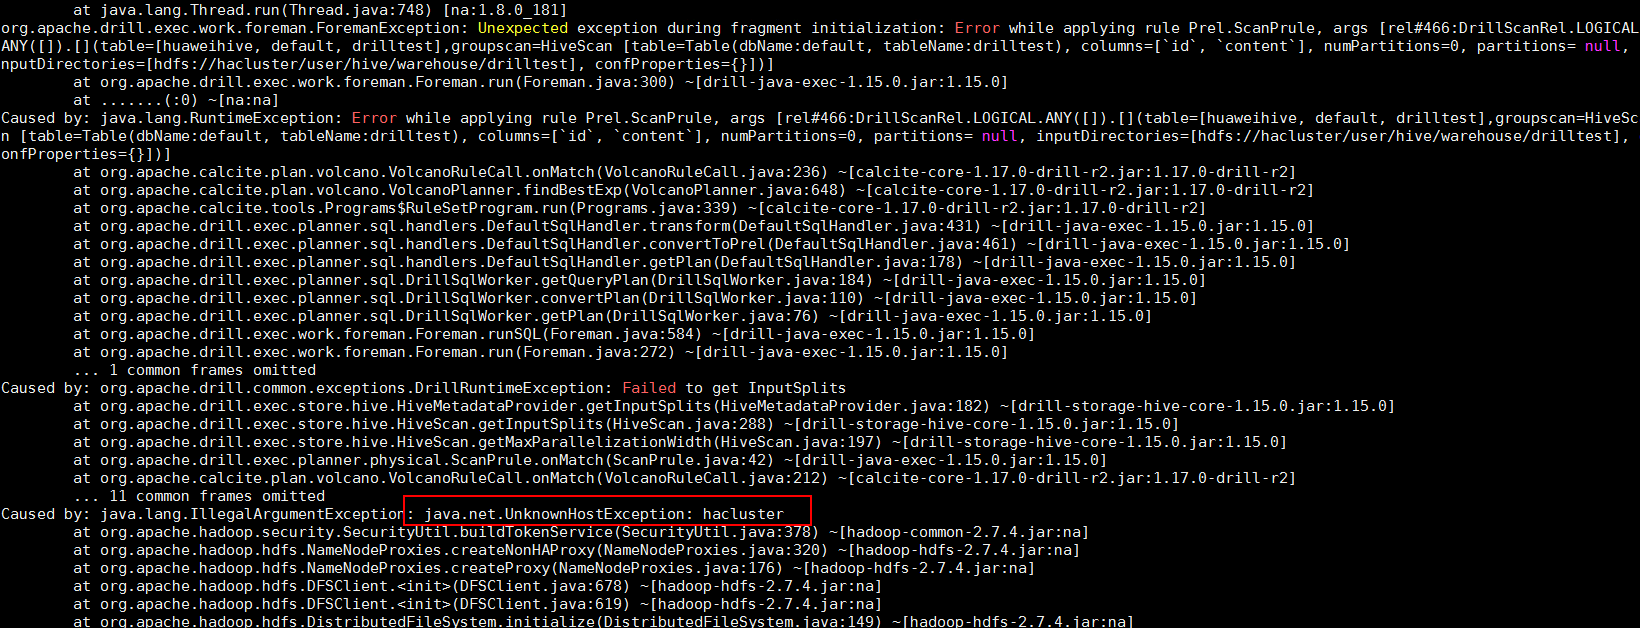 at java.lang.Thread.run(Thread.java:748) [na:1.8.0_181]
org.apache.drill.exec.work.foreman.ForemanException: Unexpected exception during fragment initialization: Error while applying rule Prel.ScanPrule, args [rel#466:DrillScanRel.LOGICAL
ANY([]).[](table=[huaweihive, default, drilltest],groupscan=HiveScan [table=Table(dbName:default, tableName:drilltest), columns=[`id`, `content`], numPartitions=0, partitions= null,
nputDirectories=[hdfs://hacluster/user/hive/warehouse/drilltest], confProperties={}])]
at org.apache.drill.exec.work.foreman.Foreman.run(Foreman.java:300) ~[drill-java-exec-1.15.0.jar:1.15.0]
at .......(:0) ~[na:na]
Caused by: java.lang.RuntimeException: Error while applying rule Prel.ScanPrule, args [rel#466:DrillScanRel.LOGICAL.ANY([]).[](table=[huaweihive, default, drilltest],groupscan=HiveSc
n [table=Table(dbName:default, tableName:drilltest), columns=[`id`, `content`], numPartitions=0, partitions= null, inputDirectories=[hdfs://hacluster/user/hive/warehouse/drilltest],
onfProperties={}])]
at org.apache.calcite.plan.volcano.VolcanoRuleCall.onMatch(VolcanoRuleCall.java:236) ~[calcite-core-1.17.0-drill-r2.jar:1.17.0-drill-r2]
at org.apache.calcite.plan.volcano.VolcanoPlanner.findBestExp(VolcanoPlanner.java:648) ~[calcite-core-1.17.0-drill-r2.jar:1.17.0-drill-r2]
at org.apache.calcite.tools.Programs$RuleSetProgram.run(Programs.java:339) ~[calcite-core-1.17.0-drill-r2.jar:1.17.0-drill-r2]
at org.apache.drill.exec.planner.sql.handlers.DefaultSqlHandler.transform(DefaultSqlHandler.java:431) ~[drill-java-exec-1.15.0.jar:1.15.0]
at org.apache.drill.exec.planner.sql.handlers.DefaultSqlHandler.convertToPrel(DefaultSqlHandler.java:461) ~[drill-java-exec-1.15.0.jar:1.15.0]
at org.apache.drill.exec.planner.sql.handlers.DefaultSqlHandler.getPlan(DefaultSqlHandler.java:178) ~[drill-java-exec-1.15.0.jar:1.15.0]
at org.apache.drill.exec.planner.sql.DrillSqlWorker.getQueryPlan(DrillSqlWorker.java:184) ~[drill-java-exec-1.15.0.jar:1.15.0]
at org.apache.drill.exec.planner.sql.DrillSqlWorker.convertPlan(DrillSqlWorker.java:110) ~[drill-java-exec-1.15.0.jar:1.15.0]
at org.apache.drill.exec.planner.sql.DrillSqlWorker.getPlan(DrillSqlWorker.java:76) ~[drill-java-exec-1.15.0.jar:1.15.0]
at org.apache.drill.exec.work.foreman.Foreman.runSQL(Foreman.java:584) ~[drill-java-exec-1.15.0.jar:1.15.0]
at org.apache.drill.exec.work.foreman.Foreman.run(Foreman.java:272) ~[drill-java-exec-1.15.0.jar:1.15.0]
... 1 common frames omitted
Caused by: org.apache.drill.common.exceptions.DrillRuntimeException: Failed to get InputSplits
at org.apache.drill.exec.store.hive.HiveMetadataProvider.getInputSplits(HiveMetadataProvider.java:182) ~[drill-storage-hive-core-1.15.0.jar:1.15.0]
at org.apache.drill.exec.store.hive.HiveScan.getInputSplits(HiveScan.java:288) ~[drill-storage-hive-core-1.15.0.jar:1.15.0]
at org.apache.drill.exec.store.hive.HiveScan.getMaxParallelizationWidth(HiveScan.java:197) ~[drill-storage-hive-core-1.15.0.jar:1.15.0]
at org.apache.drill.exec.planner.physical.ScanPrule.onMatch(ScanPrule.java:42) ~[drill-java-exec-1.15.0.jar:1.15.0]
at org.apache.calcite.plan.volcano.VolcanoRuleCall.onMatch(VolcanoRuleCall.java:212) ~[calcite-core-1.17.0-drill-r2.jar:1.17.0-drill-r2]
... 11 common frames omitted
Caused by: java.lang.IllegalArgumentException: java.net.UnknownHostException: hacluster
at org.apache.hadoop.security.SecurityUtil.buildTokenService(SecurityUtil.java:378) ~[hadoop-common-2.7.4.jar:na]
at org.apache.hadoop.hdfs.NameNodeProxies.createNonHAProxy(NameNodeProxies.java:320) ~[hadoop-hdfs-2.7.4.jar:na]
at org.apache.hadoop.hdfs.NameNodeProxies.createProxy(NameNodeProxies.java:176) ~[hadoop-hdfs-2.7.4.jar:na]
at org.apache.hadoop.hdfs.DFSClient.<init>(DFSClient.java:678) ~[hadoop-hdfs-2.7.4.jar:na]
at org.apache.hadoop.hdfs.DFSClient.<init>(DFSClient.java:619) ~[hadoop-hdfs-2.7.4.jar:na]
at org.apache.hadoop.hdfs.DistributedFileSystem.initialize(DistributedFileSystem.java:149) ~[hadoop-hdfs-2.7.4.jar:na]